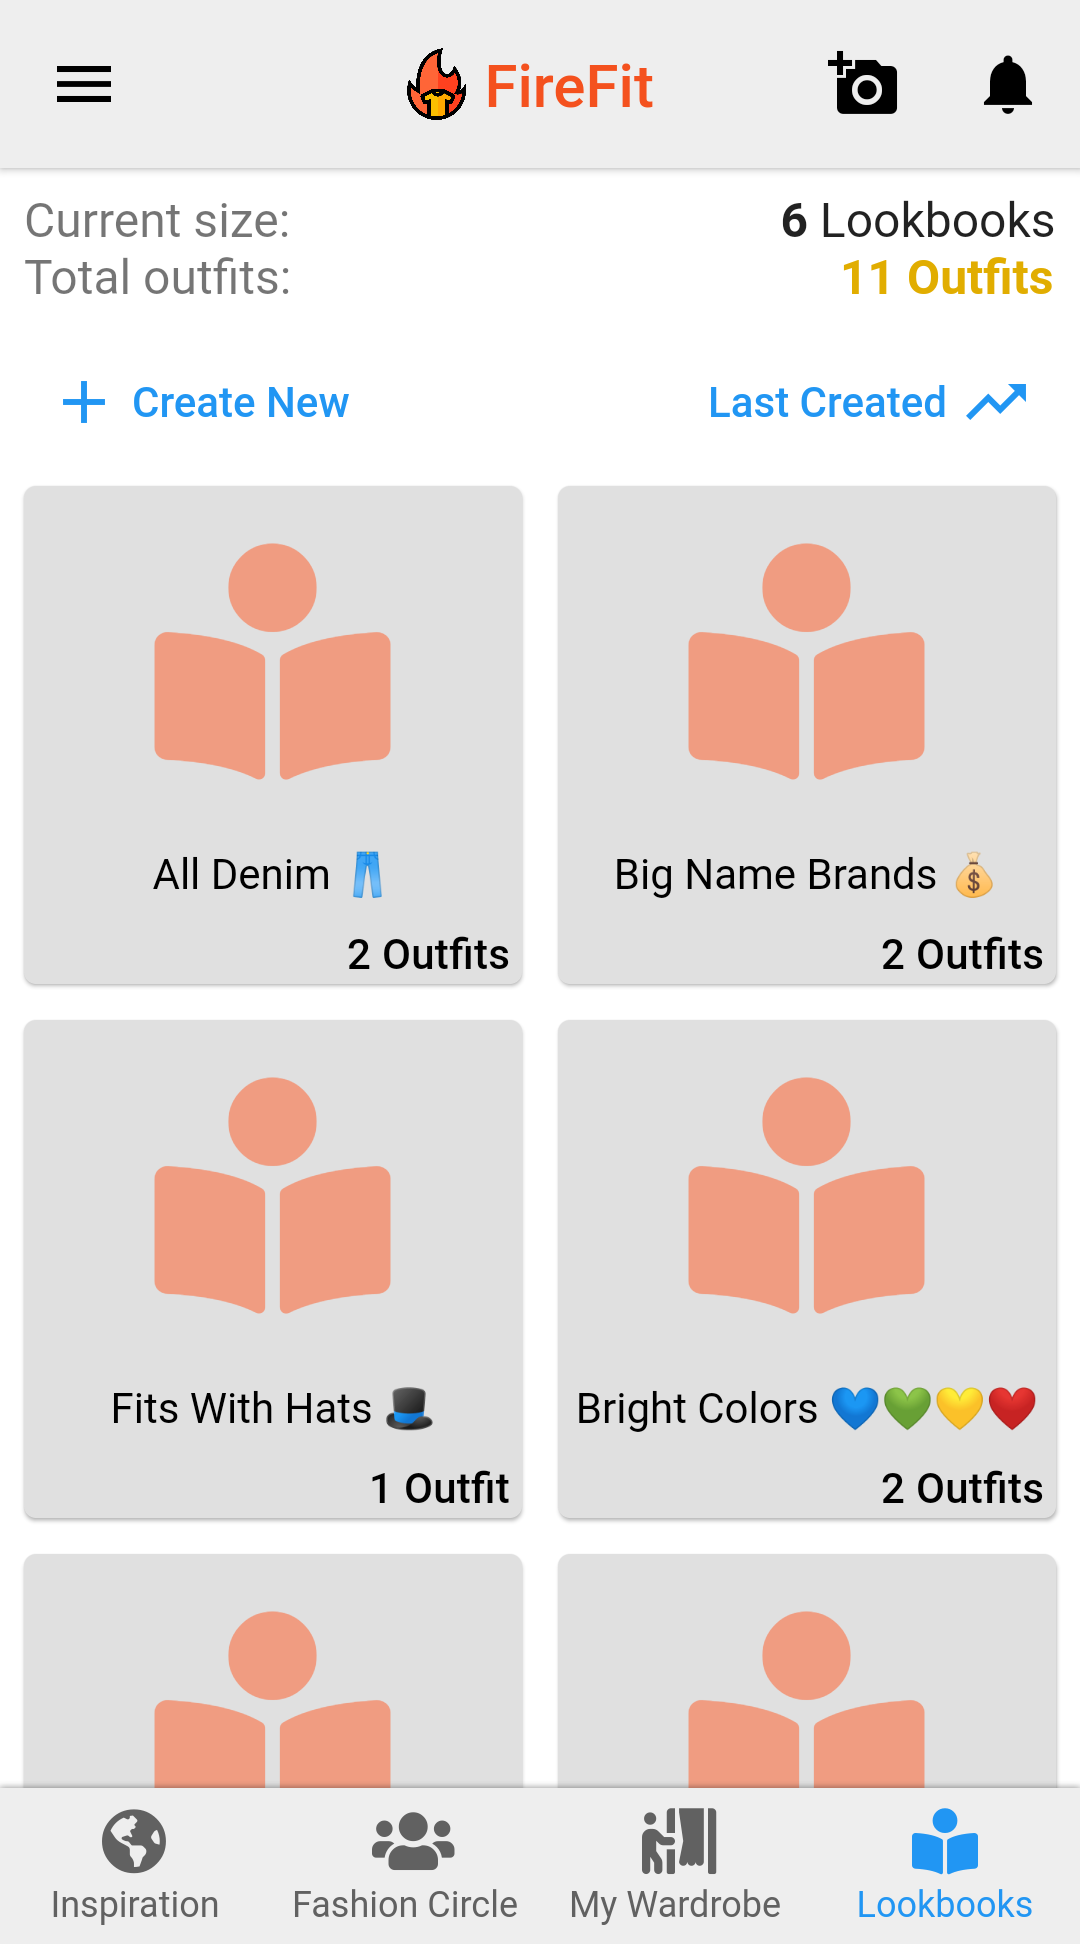 FireFit
Current size: 6 Lookbooks
Total outfits: 11 Outfits
Create New Last Created
All Denim 👖
2 Outfits
Big Name Brands 💰
2 Outfits
Fits With Hats 🎩
1 Outfit
Bright Colors 💙💚💛❤️
2 Outfits
Inspiration Fashion Circle My Wardrobe Lookbooks